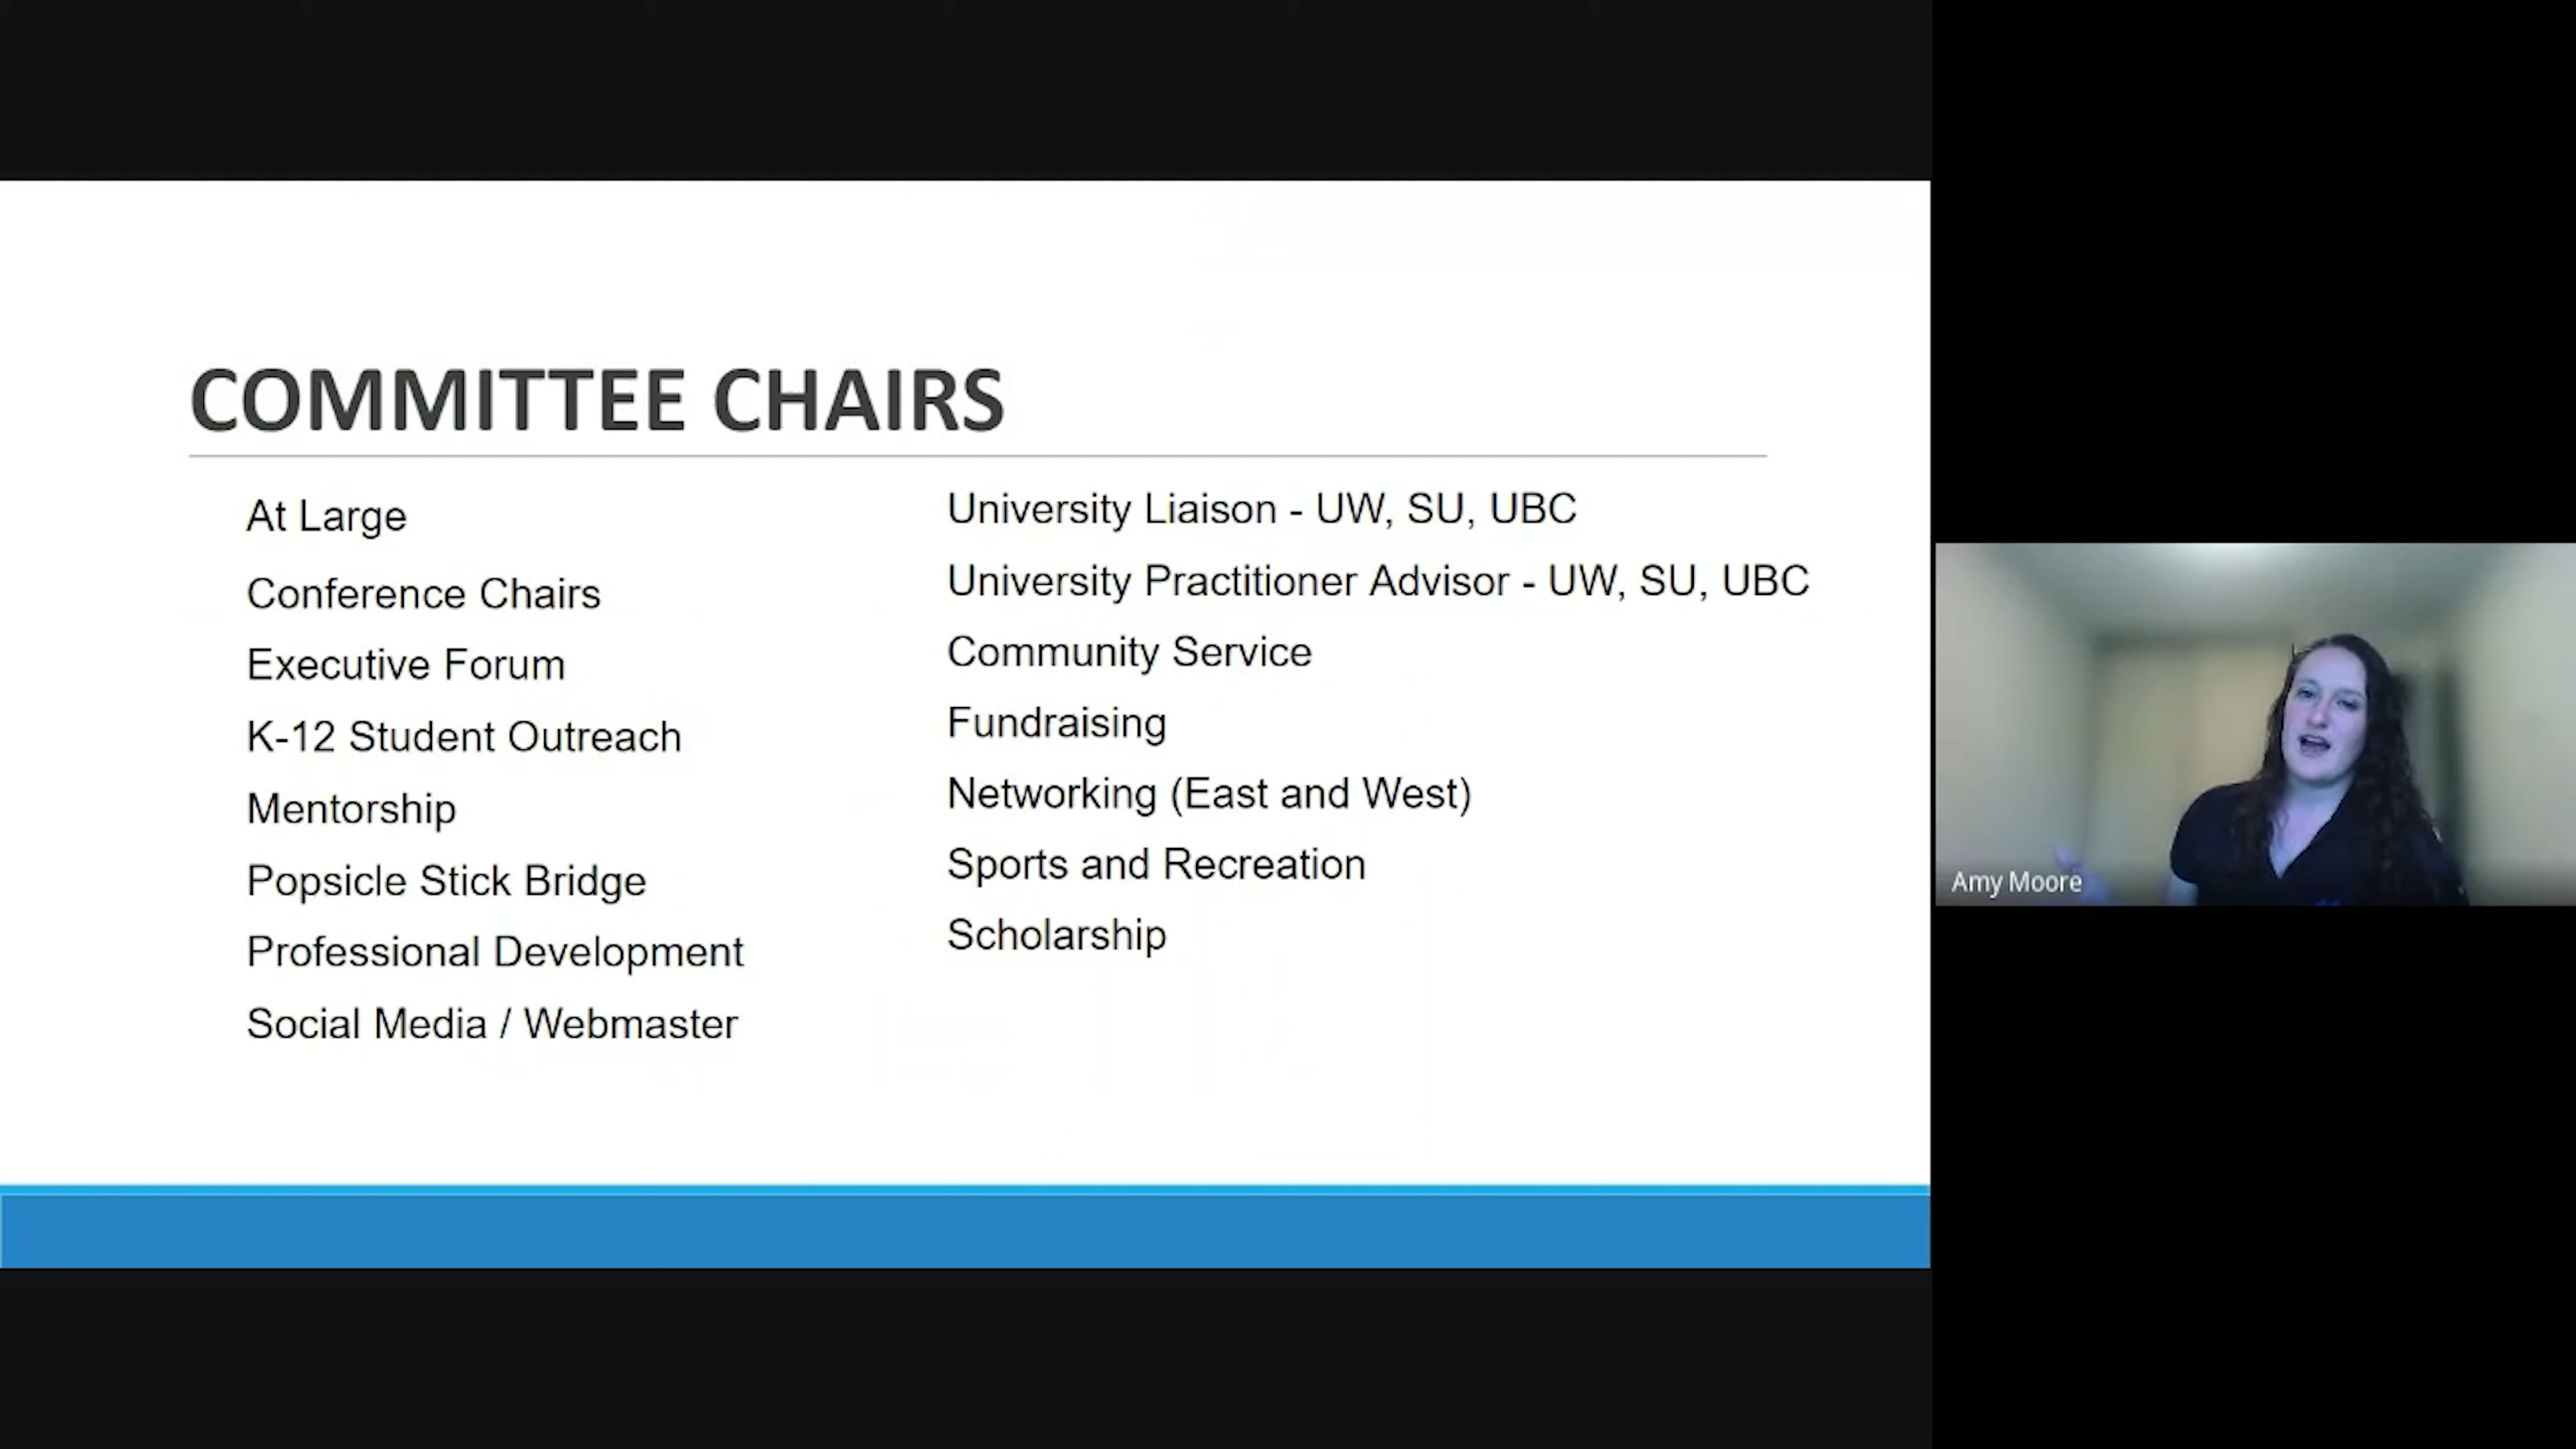 COMMITTEE CHAIRS
At Large
Conference Chairs
Executive Forum
K-12 Student Outreach
Mentorship
Popsicle Stick Bridge
Professional Development
Social Media / Webmaster
University Liaison - UW, SU, UBC
University Practitioner Advisor - UW, SU, UBC
Community Service
Fundraising
Networking (East and West)
Sports and Recreation
Scholarship
Amy Moore